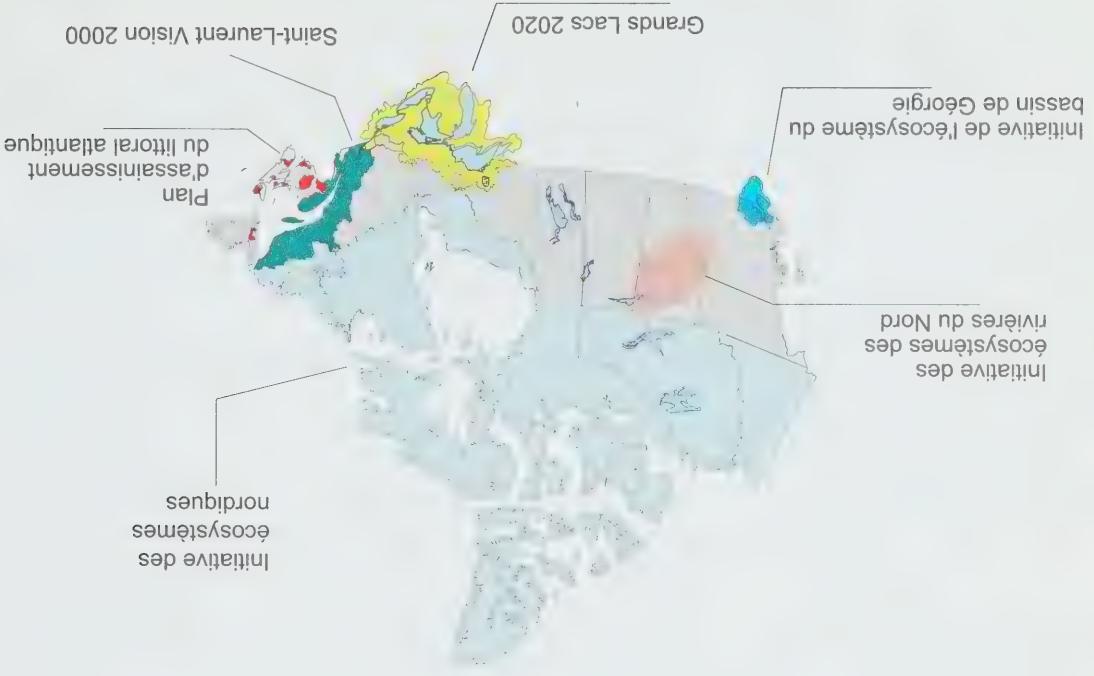 Initiative des
écosystèmes
nordiques
Initiative des
écosystèmes des
rivières du Nord
Plan
d'assainissement
du littoral atlantique
Initiative de l'écosystème du
bassin de Géorgie
Saint-Laurent Vision 2000
Grands Lacs 2020